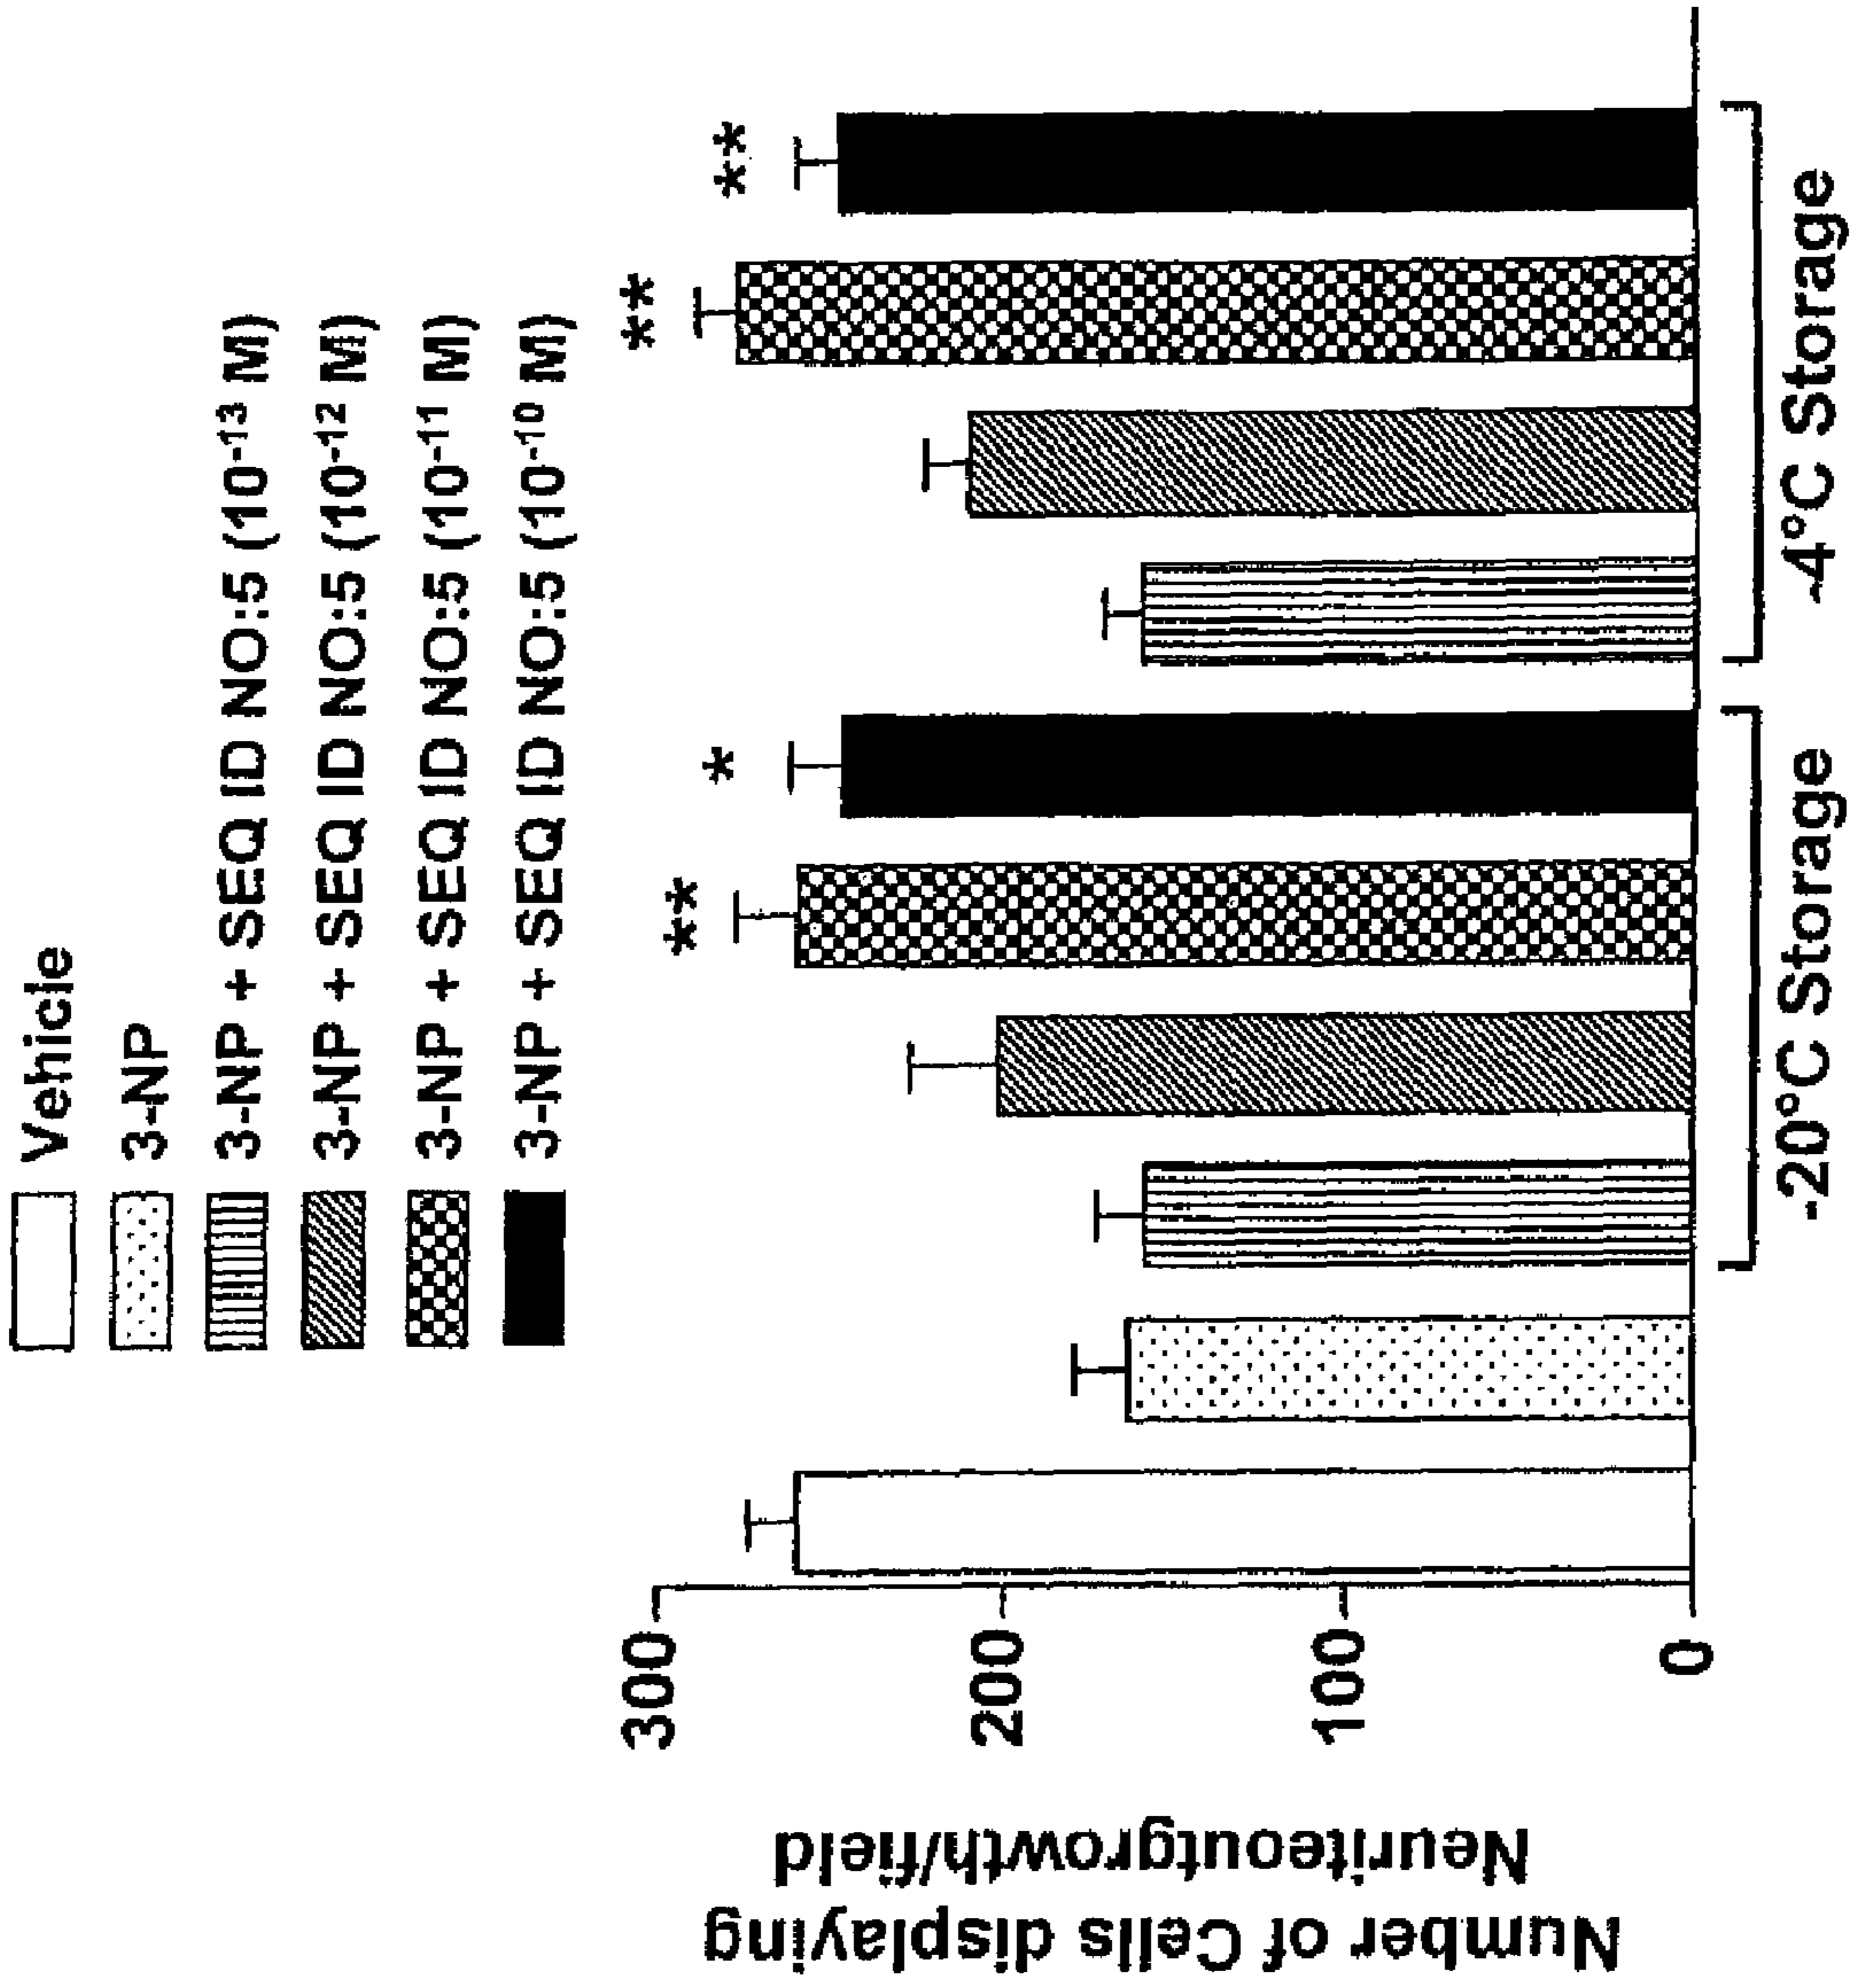 Vehicle
3-NP
3-NP + SEQ ID NO:5 (10⁻¹³ M)
3-NP + SEQ ID NO:5 (10⁻¹² M)
3-NP + SEQ ID NO:5 (10⁻¹¹ M)
3-NP + SEQ ID NO:5 (10⁻¹⁰ M)
Number of Cells displaying
Neuriteoutgrowth/field
300
200
100
0
**
*
**
**
-20°C Storage
-4°C Storage